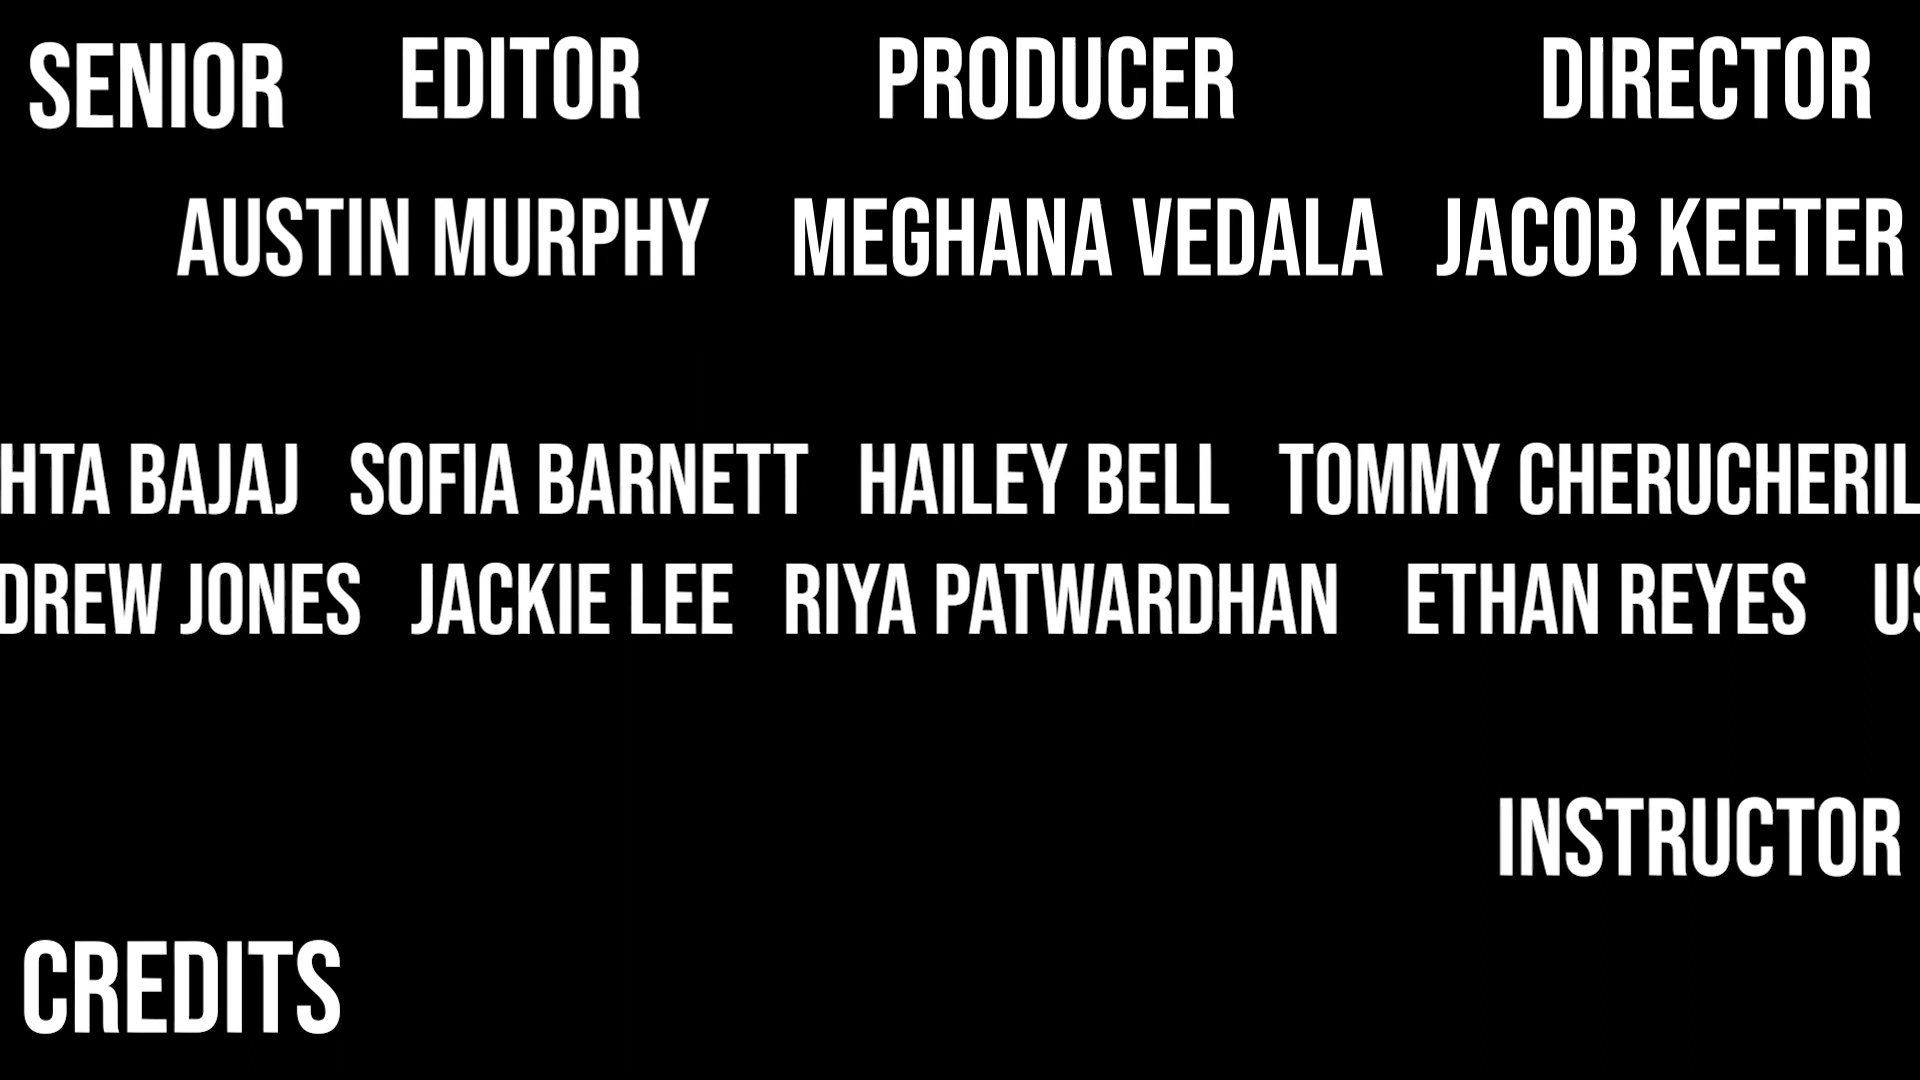 SENIOR EDITOR PRODUCER DIRECTOR
AUSTIN MURPHY MEGHANA VEDALA JACOB KEETER
HTA BAJAJ SOFIA BARNETT HAILEY BELL TOMMY CHERUCHERIL
DREW JONES JACKIE LEE RIYA PATWARDHAN ETHAN REYES US
INSTRUCTOR
CREDITS